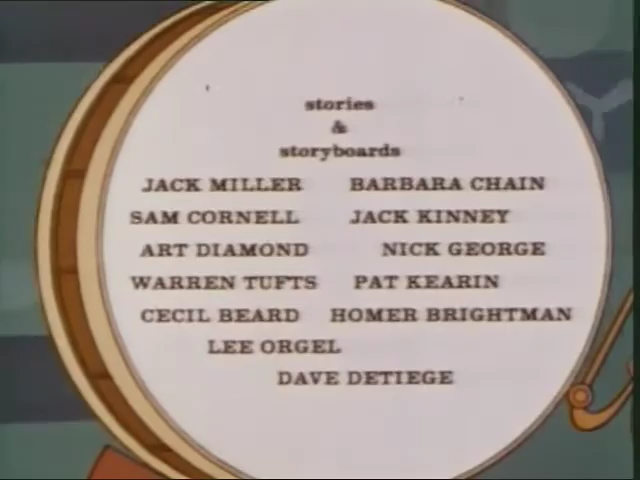 stories
&
storyboards
JACK MILLER BARBARA CHAIN
SAM CORNELL JACK KINNEY
ART DIAMOND NICK GEORGE
WARREN TUFTS PAT KEARIN
CECIL BEARD HOMER BRIGHTMAN
LEE ORGEL
DAVE DETIEGE